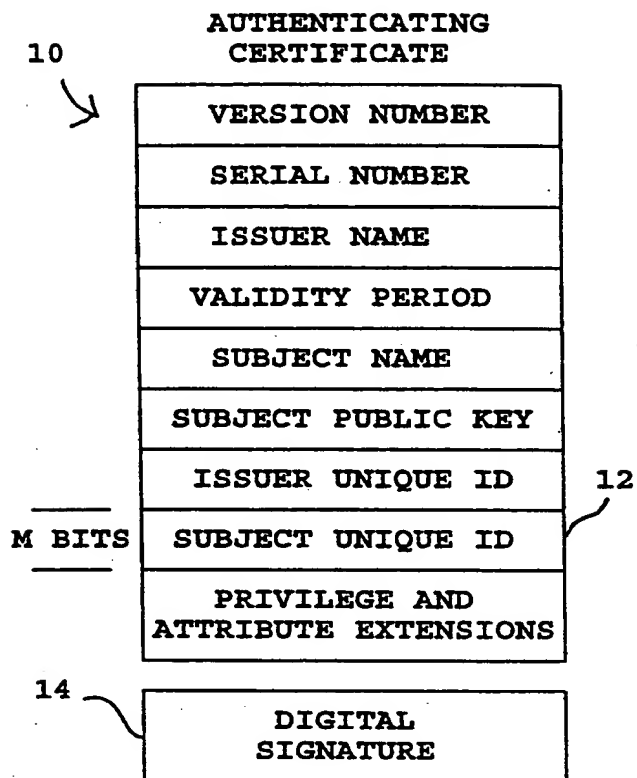 AUTHENTICATING
CERTIFICATE
10
VERSION NUMBER
SERIAL NUMBER
ISSUER NAME
VALIDITY PERIOD
SUBJECT NAME
SUBJECT PUBLIC KEY
ISSUER UNIQUE ID
12
M BITS
SUBJECT UNIQUE ID
PRIVILEGE AND
ATTRIBUTE EXTENSIONS
14
DIGITAL
SIGNATURE